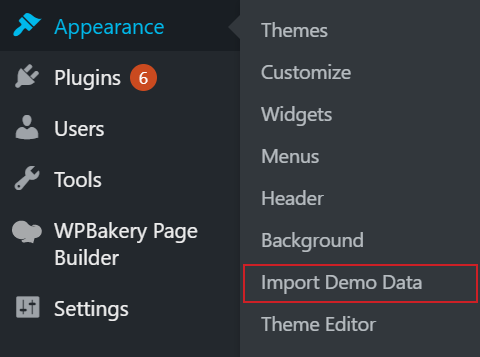 Appearance
Plugins 6
Users
Tools
WPBakery Page
Builder
Settings
Themes
Customize
Widgets
Menus
Header
Background
Import Demo Data
Theme Editor